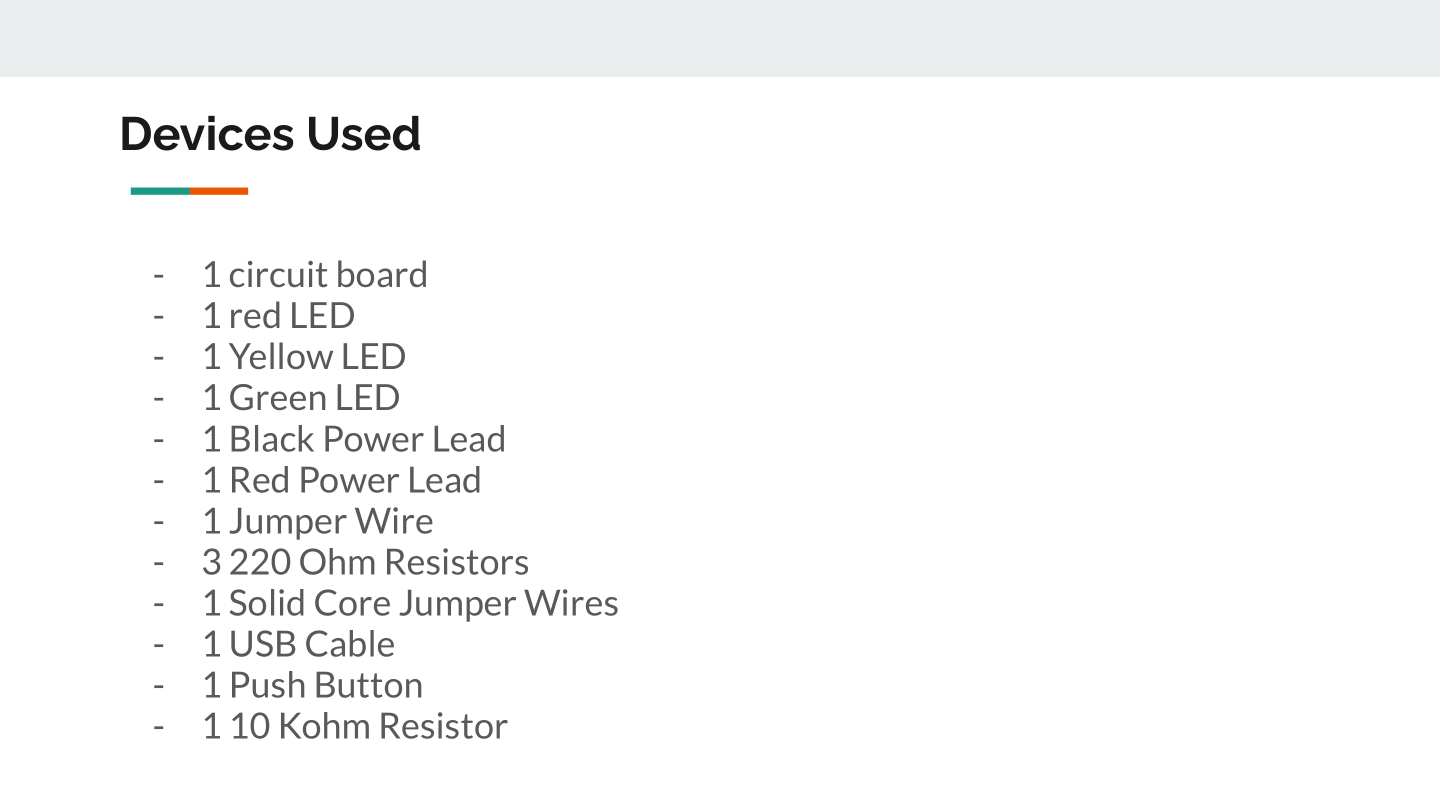 Devices Used
- 1 circuit board
- 1 red LED
- 1 Yellow LED
- 1 Green LED
- 1 Black Power Lead
- 1 Red Power Lead
- 1 Jumper Wire
- 3 220 Ohm Resistors
- 1 Solid Core Jumper Wires
- 1 USB Cable
- 1 Push Button
- 1 10 Kohm Resistor